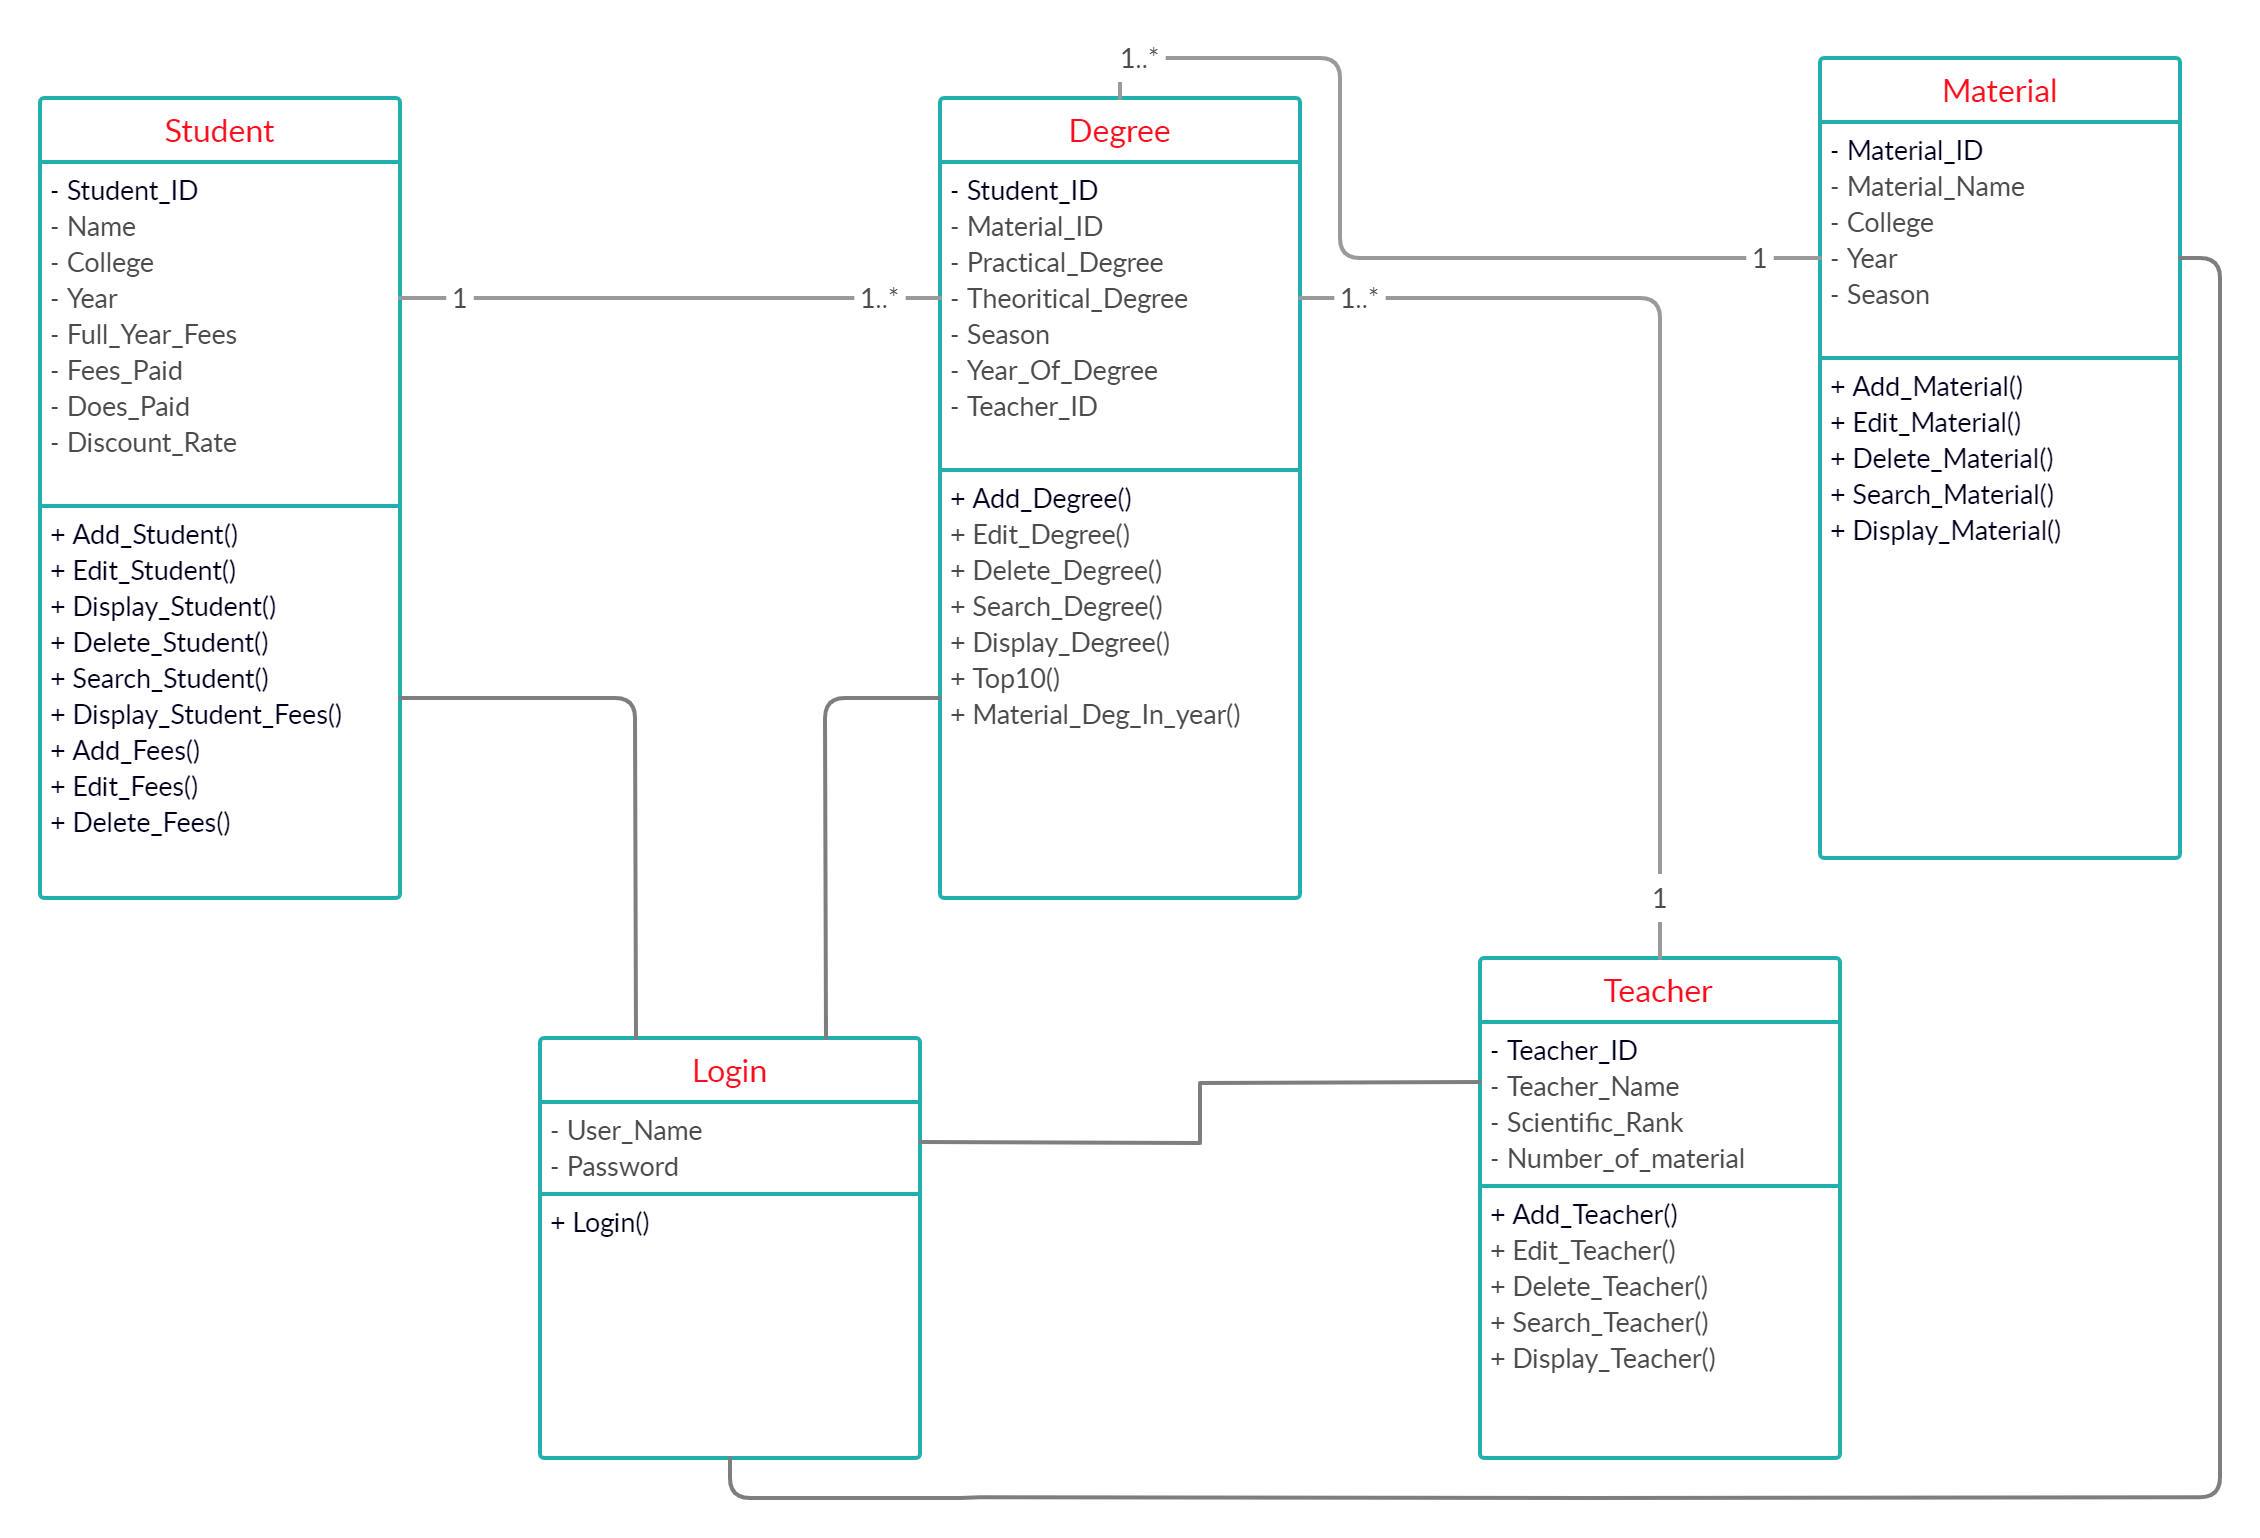 Student
- Student_ID
- Name
- College
- Year
- Full_Year_Fees
- Fees_Paid
- Does_Paid
- Discount_Rate
+ Add_Student()
+ Edit_Student()
+ Display_Student()
+ Delete_Student()
+ Search_Student()
+ Display_Student_Fees()
+ Add_Fees()
+ Edit_Fees()
+ Delete_Fees()
1
1..*
1..*
Degree
- Student_ID
- Material_ID
- Practical_Degree
- Theoritical_Degree
- Season
- Year_Of_Degree
- Teacher_ID
+ Add_Degree()
+ Edit_Degree()
+ Delete_Degree()
+ Search_Degree()
+ Display_Degree()
+ Top10()
+ Material_Deg_In_year()
1..*
1
1
Material
- Material_ID
- Material_Name
- College
- Year
- Season
+ Add_Material()
+ Edit_Material()
+ Delete_Material()
+ Search_Material()
+ Display_Material()
Login
- User_Name
- Password
+ Login()
Teacher
- Teacher_ID
- Teacher_Name
- Scientific_Rank
- Number_of_material
+ Add_Teacher()
+ Edit_Teacher()
+ Delete_Teacher()
+ Search_Teacher()
+ Display_Teacher()